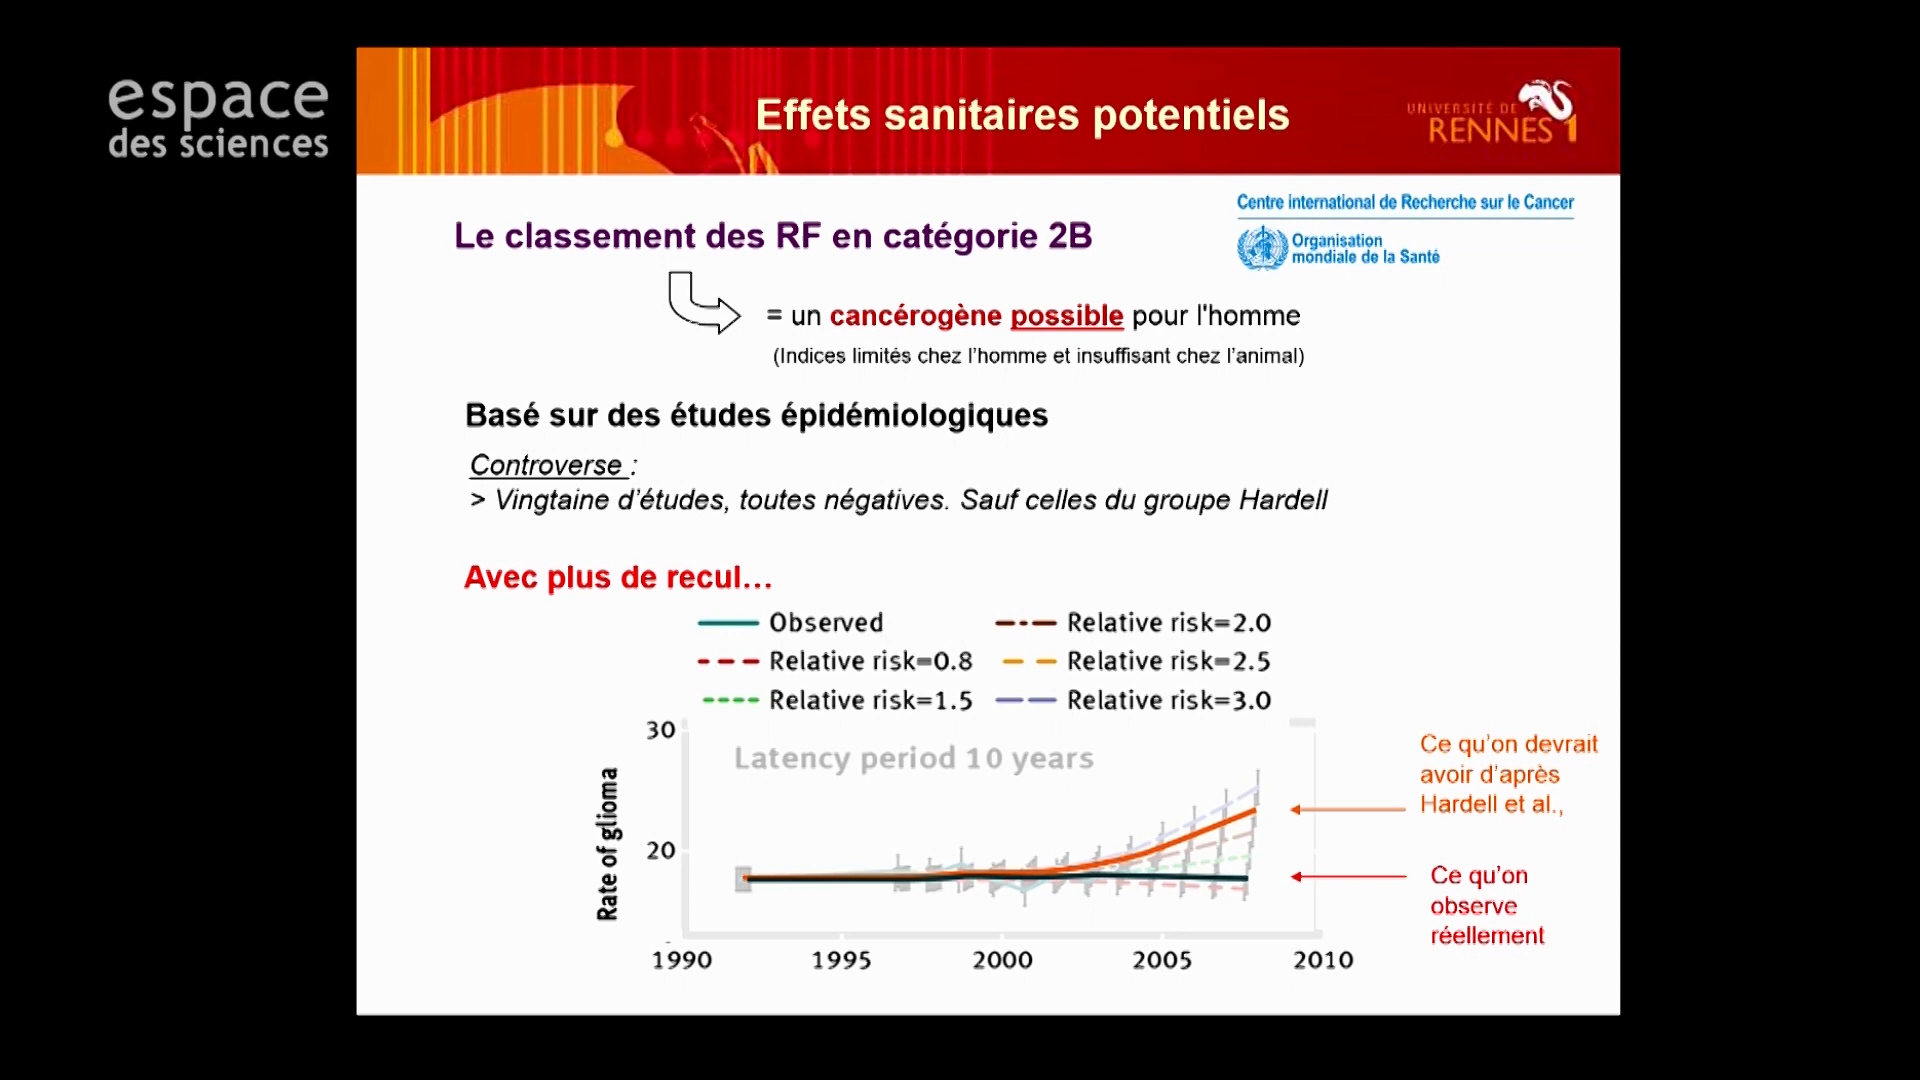 espace
des sciences
Effets sanitaires potentiels
UNIVERSITÉ DE
RENNES 1
Centre international de Recherche sur le Cancer
Organisation
mondiale de la Santé
Le classement des RF en catégorie 2B
= un cancérogène possible pour l'homme
(Indices limités chez l’homme et insuffisant chez l’animal)
Basé sur des études épidémiologiques
Controverse :
> Vingtaine d’études, toutes négatives. Sauf celles du groupe Hardell
Avec plus de recul…
Observed
Relative risk=2.0
Relative risk=0.8
Relative risk=2.5
Relative risk=1.5
Relative risk=3.0
30
Latency period 10 years
Rate of glioma
20
1990 1995 2000 2005 2010
Ce qu’on devrait
avoir d’après
Hardell et al.,
Ce qu’on
observe
réellement